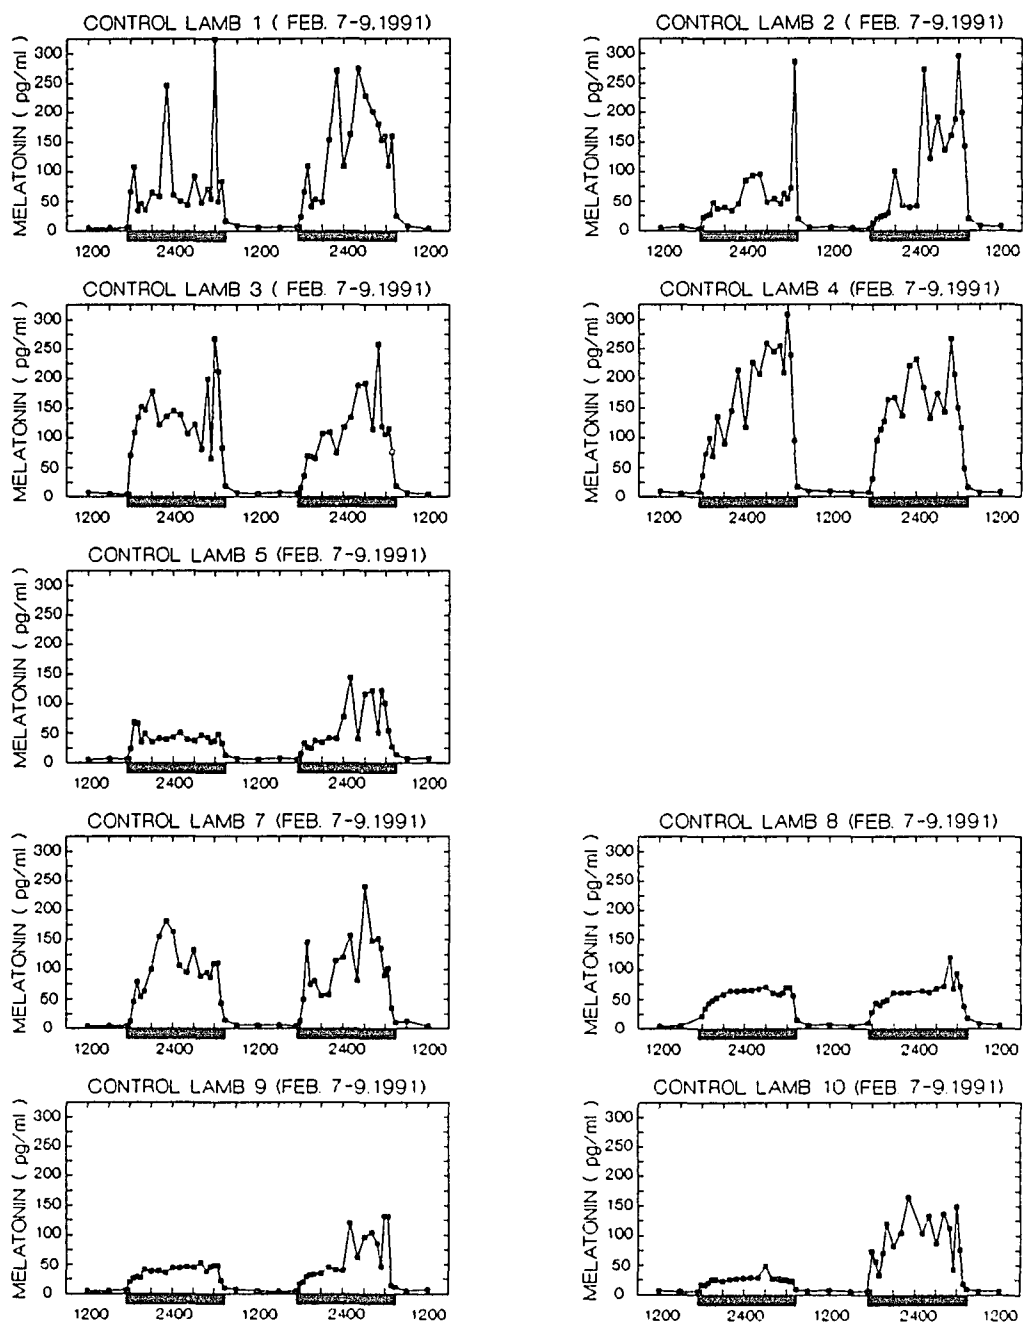 CONTROL LAMB 1 ( FEB. 7-9.1991)
MELATONIN ( pg/ml )
300
250
200
150
100
50
0
1200 2400 1200 2400 1200
CONTROL LAMB 2 ( FEB. 7-9.1991)
MELATONIN ( pg/ml )
300
250
200
150
100
50
0
1200 2400 1200 2400 1200
CONTROL LAMB 3 ( FEB. 7-9.1991)
MELATONIN ( pg/ml )
300
250
200
150
100
50
0
1200 2400 1200 2400 1200
CONTROL LAMB 4 (FEB. 7-9.1991)
MELATONIN ( pg/ml )
300
250
200
150
100
50
0
1200 2400 1200 2400 1200
CONTROL LAMB 5 (FEB. 7-9.1991)
MELATONIN ( pg/ml )
300
250
200
150
100
50
0
1200 2400 1200 2400 1200
CONTROL LAMB 7 (FEB. 7-9.1991)
MELATONIN ( pg/ml )
300
250
200
150
100
50
0
1200 2400 1200 2400 1200
CONTROL LAMB 8 (FEB. 7-9.1991)
MELATONIN ( pg/ml )
300
250
200
150
100
50
0
1200 2400 1200 2400 1200
CONTROL LAMB 9 (FEB. 7-9.1991)
MELATONIN ( pg/ml )
300
250
200
150
100
50
0
1200 2400 1200 2400 1200
CONTROL LAMB 10 (FEB. 7-9.1991)
MELATONIN ( pg/ml )
300
250
200
150
100
50
0
1200 2400 1200 2400 1200